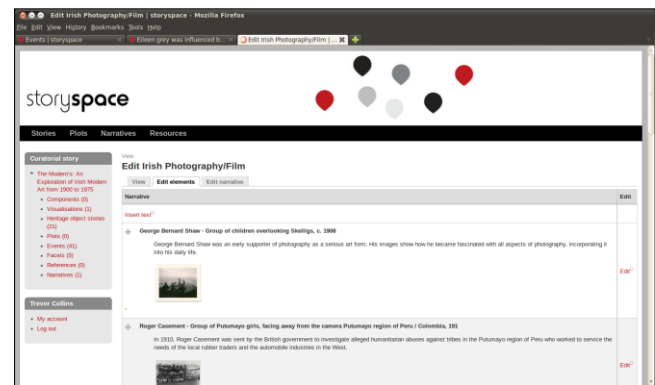 Edit Irish Photography/Film | storyspace - Mozilla Firefox
File Edit View History Bookmarks Tools Help
Events | storyspace
Eileen grey was influenced b...
Edit Irish Photography/Film | ...
storyspace
Stories Plots Narratives Resources
Curatorial story
The Modern's: An
Exploration of Irish Modern
Art from 1900 to 1975
Components (0)
Visualisations (1)
Heritage object stories
(21)
Plots (0)
Events (41)
Facets (5)
References (0)
Narratives (1)
Trevor Collins
My account
Log out
View
Edit Irish Photography/Film
View Edit elements Edit narrative
Narrative Edit
Insert text
George Bernard Shaw - Group of children overlooking Skelligs, c. 1908
George Bernard Shaw was an early supporter of photography as a serious art form. His images show how he became fascinated with all aspects of photography, incorporating it
into his daily life.
Edit
Roger Casement - Group of Putumayo girls, facing away from the camera Putumayo region of Peru / Colombia, 191
In 1910, Roger Casement was sent by the British government to investigate alleged humanitarian abuses against tribes in the Putumayo region of Peru who worked to service the
needs of the local rubber traders and the automobile industries in the West.
Edit